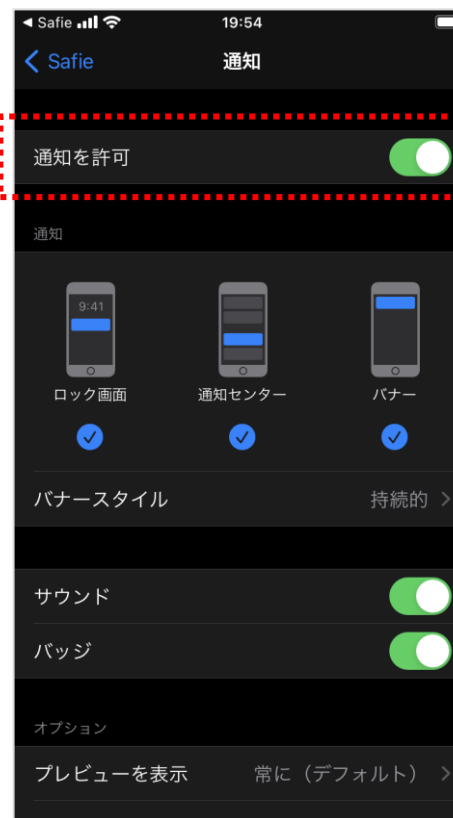 Safie 19:54
Safie 通知
通知を許可
通知
9:41
ロック画面 通知センター バナー
バナースタイル 持続的
サウンド
バッジ
オプション
プレビューを表示 常に（デフォルト）